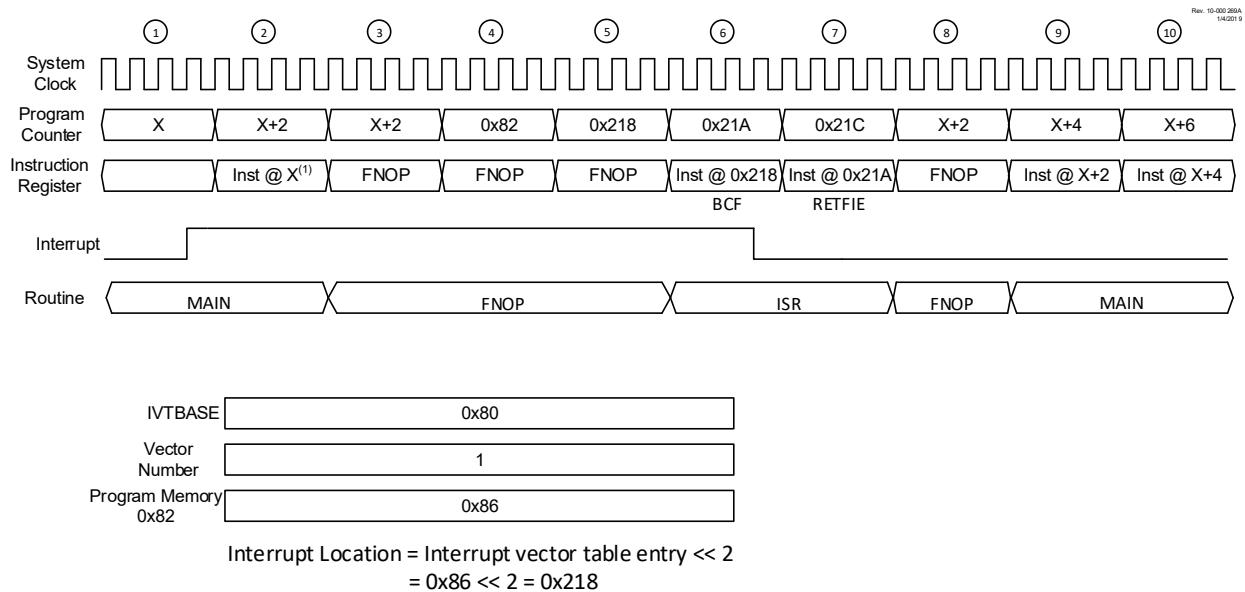 Rev. 10-000 269A
1/4/201 9
1 2 3 4 5 6 7 8 9 10
System
Clock
Program
Counter
X X+2 X+2 0x82 0x218 0x21A 0x21C X+2 X+4 X+6
Instruction
Register
Inst @ X(1) FNOP FNOP FNOP Inst @ 0x218 Inst @ 0x21A FNOP Inst @ X+2 Inst @ X+4
BCF RETFIE
Interrupt
Routine MAIN FNOP ISR FNOP MAIN
IVTBASE 0x80
Vector
Number
1
Program Memory
0x82
0x86
Interrupt Location = Interrupt vector table entry << 2
= 0x86 << 2 = 0x218